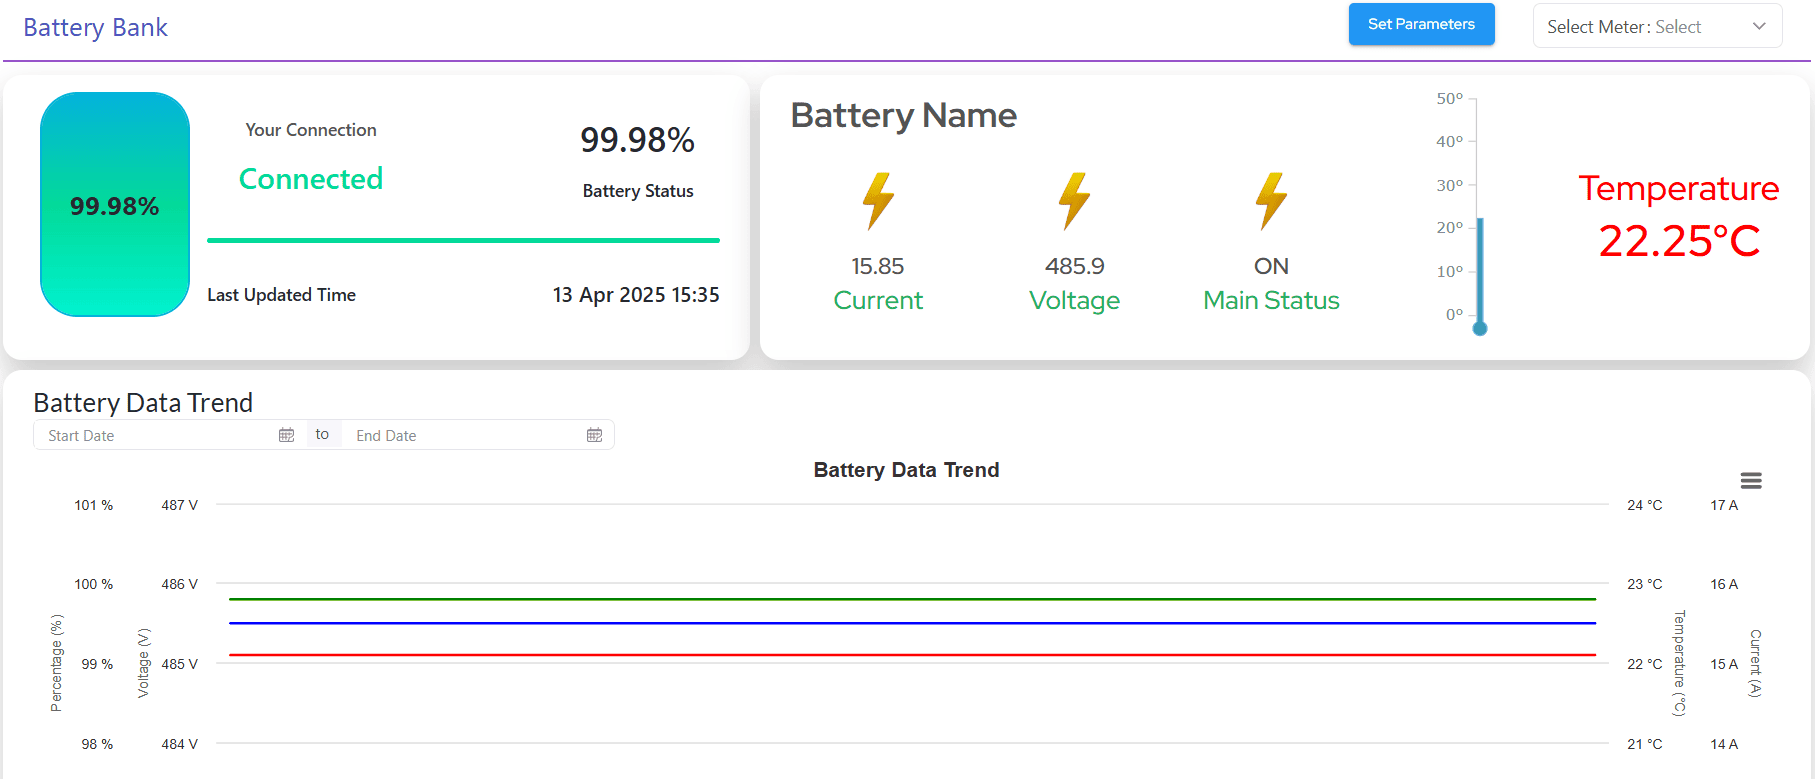 Battery Bank
Set Parameters
Select Meter: Select
99.98%
Your Connection
Connected
99.98%
Battery Status
Last Updated Time
13 Apr 2025 15:35
Battery Name
15.85
Current
485.9
Voltage
ON
Main Status
50°
40°
30°
20°
10°
0°
Temperature
22.25°C
Battery Data Trend
Start Date
to
End Date
Battery Data Trend
101 %
100 %
99 %
98 %
Percentage (%)
487 V
486 V
485 V
484 V
Voltage (V)
24 °C
23 °C
22 °C
21 °C
Temperature (°C)
17 A
16 A
15 A
14 A
Current (A)